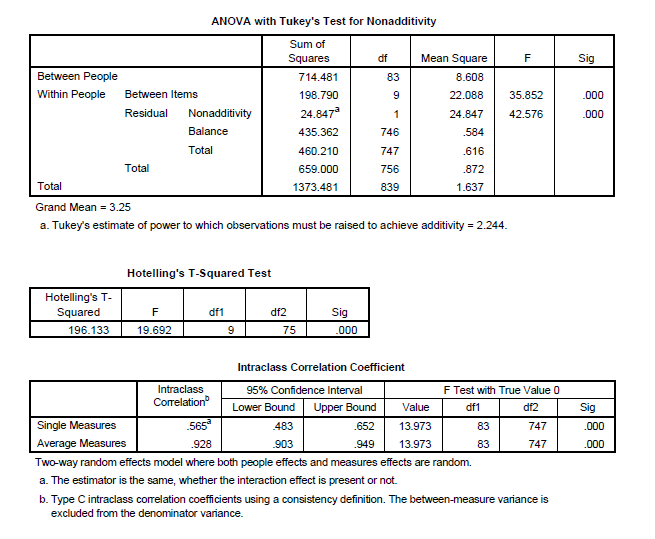 ANOVA with Tukey's Test for Nonadditivity
Sum of Squares df Mean Square F Sig
Between People 714.481 83 8.608
Within People Between Items 198.790 9 22.088 35.852 .000
Residual Nonadditivity 24.847a 1 24.847 42.576 .000
Balance 435.362 746 .584
Total 460.210 747 .616
Total 659.000 756 .872
Total 1373.481 839 1.637
Grand Mean = 3.25
a. Tukey's estimate of power to which observations must be raised to achieve additivity = 2.244.
Hotelling's T-Squared Test
Hotelling's T-Squared F df1 df2 Sig
196.133 19.692 9 75 .000
Intraclass Correlation Coefficient
Intraclass Correlationb 95% Confidence Interval F Test with True Value 0
Lower Bound Upper Bound Value df1 df2 Sig
Single Measures .565a .483 .652 13.973 83 747 .000
Average Measures .928 .903 .949 13.973 83 747 .000
Two-way random effects model where both people effects and measures effects are random.
a. The estimator is the same, whether the interaction effect is present or not.
b. Type C intraclass correlation coefficients using a consistency definition. The between-measure variance is
excluded from the denominator variance.